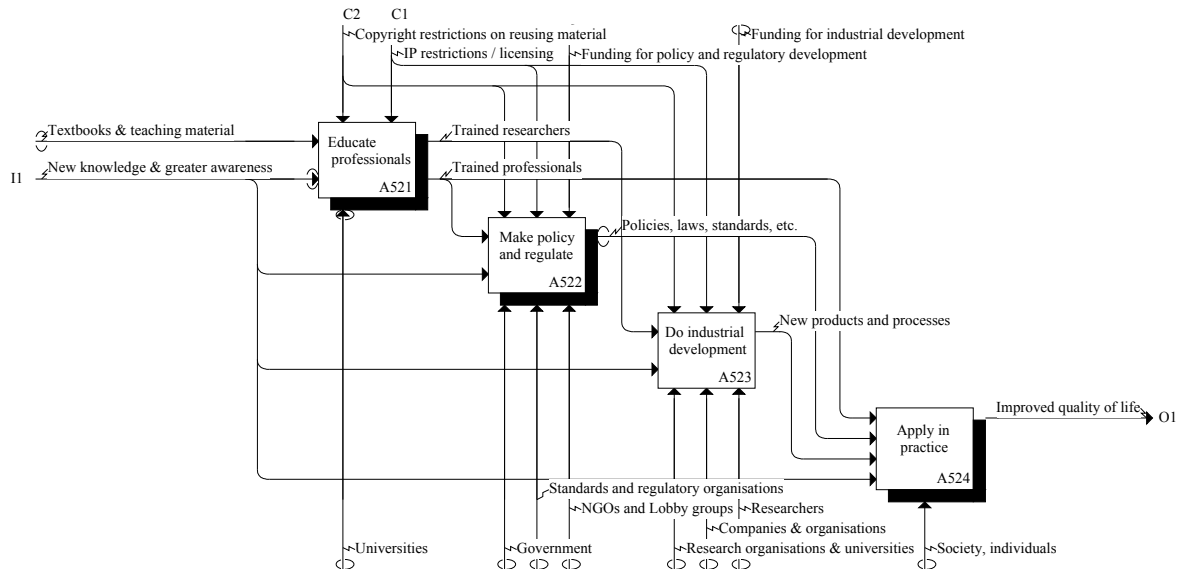 C2 C1
Copyright restrictions on reusing material
Funding for industrial development
IP restrictions / licensing
Funding for policy and regulatory development
Textbooks & teaching material
Trained researchers
Educate
professionals
A521
I1
New knowledge & greater awareness
Trained professionals
Make policy
and regulate
A522
Policies, laws, standards, etc.
Do industrial
development
A523
New products and processes
Apply in
practice
A524
Improved quality of life
O1
Standards and regulatory organisations
NGOs and Lobby groups
Researchers
Companies & organisations
Universities
Government
Research organisations & universities
Society, individuals